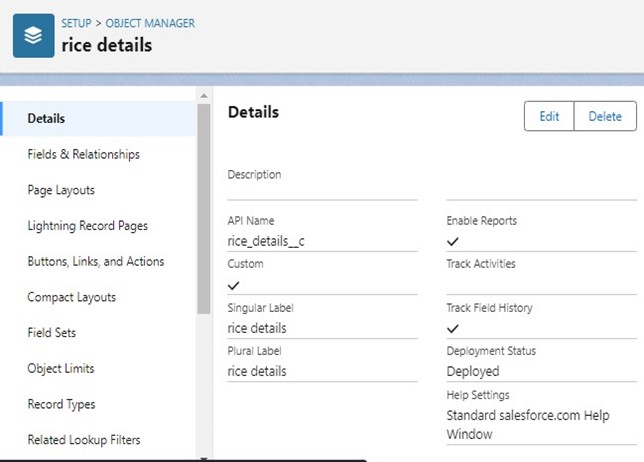 SETUP > OBJECT MANAGER
rice details
Details
Fields & Relationships
Page Layouts
Lightning Record Pages
Buttons, Links, and Actions
Compact Layouts
Field Sets
Object Limits
Record Types
Related Lookup Filters
Details
Edit
Delete
Description
API Name
rice_details__c
Custom
Singular Label
rice details
Plural Label
rice details
Enable Reports
Track Activities
Track Field History
Deployment Status
Deployed
Help Settings
Standard salesforce.com Help
Window